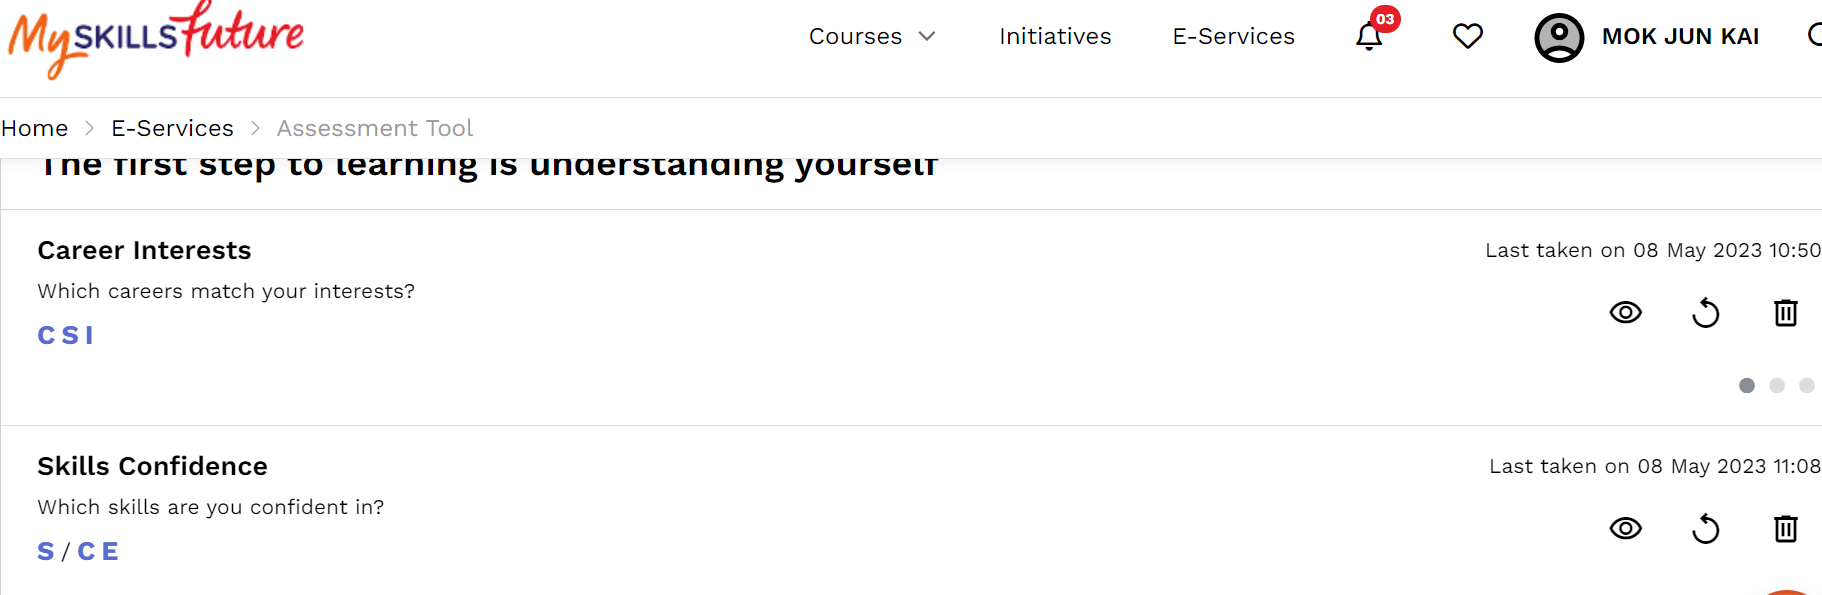 MySKILLSfuture
Courses Initiatives E-Services 03 MOK JUN KAI
Home > E-Services > Assessment Tool
The first step to learning is understanding yourself
Career Interests Last taken on 08 May 2023 10:50
Which careers match your interests?
C S I
Skills Confidence Last taken on 08 May 2023 11:08
Which skills are you confident in?
S / C E